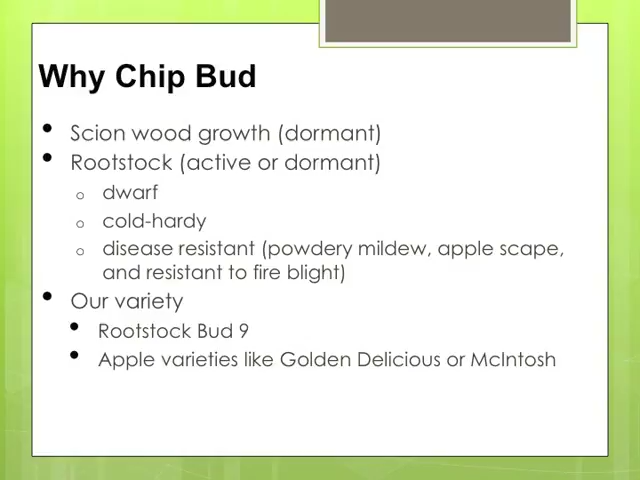 Why Chip Bud
• Scion wood growth (dormant)
• Rootstock (active or dormant)
o dwarf
o cold-hardy
o disease resistant (powdery mildew, apple scape,
and resistant to fire blight)
• Our variety
• Rootstock Bud 9
• Apple varieties like Golden Delicious or McIntosh